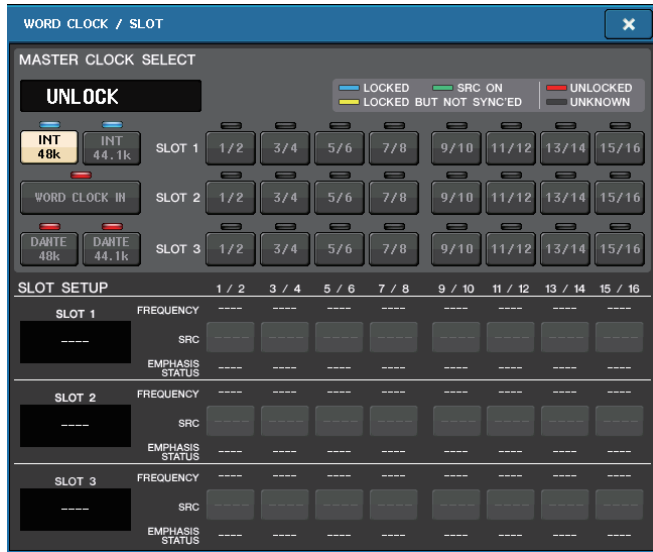 WORD CLOCK / SLOT ×
MASTER CLOCK SELECT
UNLOCK
LOCKED SRC ON UNLOCKED
LOCKED BUT NOT SYNC'ED UNKNOWN
INT 48k INT 44.1k SLOT 1 1/2 3/4 5/6 7/8 9/10 11/12 13/14 15/16
WORD CLOCK IN SLOT 2 1/2 3/4 5/6 7/8 9/10 11/12 13/14 15/16
DANTE 48k DANTE 44.1k SLOT 3 1/2 3/4 5/6 7/8 9/10 11/12 13/14 15/16
SLOT SETUP 1 / 2 3 / 4 5 / 6 7 / 8 9 / 10 11 / 12 13 / 14 15 / 16
SLOT 1 FREQUENCY ---- ---- ---- ---- ---- ---- ---- ----
---- SRC ---- ---- ---- ---- ---- ---- ---- ----
EMPHASIS STATUS ---- ---- ---- ---- ---- ---- ---- ----
SLOT 2 FREQUENCY ---- ---- ---- ---- ---- ---- ---- ----
---- SRC ---- ---- ---- ---- ---- ---- ---- ----
EMPHASIS STATUS ---- ---- ---- ---- ---- ---- ---- ----
SLOT 3 FREQUENCY ---- ---- ---- ---- ---- ---- ---- ----
---- SRC ---- ---- ---- ---- ---- ---- ---- ----
EMPHASIS STATUS ---- ---- ---- ---- ---- ---- ---- ----